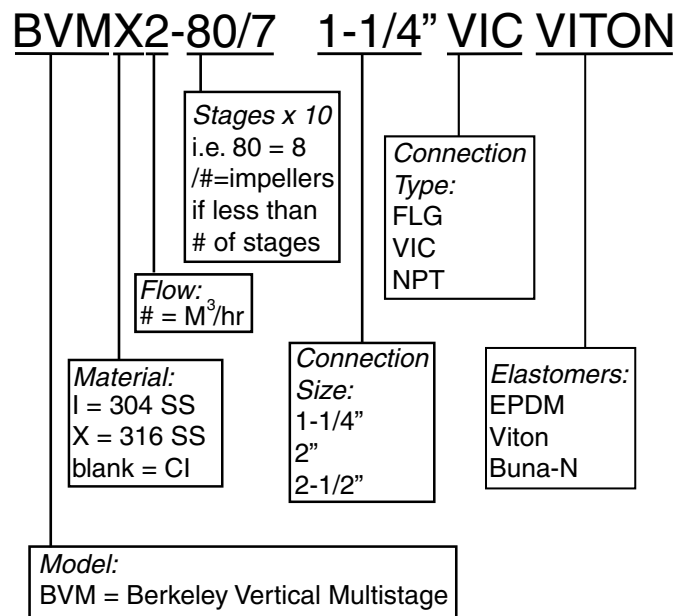 BVMX2-80/7 1-1/4” VIC VITON
Stages x 10
i.e. 80 = 8
/#=impellers
if less than
# of stages
Connection
Type:
FLG
VIC
NPT
Flow:
# = M³/hr
Material:
I = 304 SS
X = 316 SS
blank = CI
Connection
Size:
1-1/4”
2”
2-1/2”
Elastomers:
EPDM
Viton
Buna-N
Model:
BVM = Berkeley Vertical Multistage